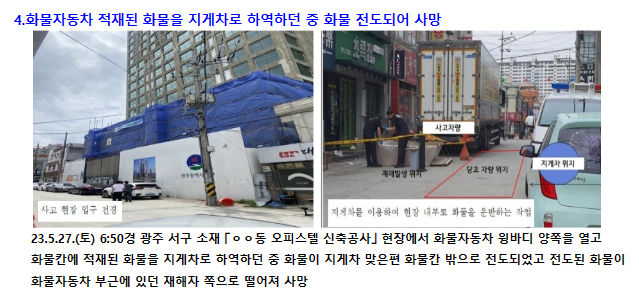 4.화물자동차 적재된 화물을 지게차로 하역하던 중 화물 전도되어 사망
사고 현장 입구 전경
사고차량
재해발생 위치
당초 차량 위치
지게차 위치
지게차를 이용하여 현장 내부로 화물을 운반하는 작업
23.5.27.(토) 6:50경 광주 서구 소재 ｢ㅇㅇ동 오피스텔 신축공사｣ 현장에서 화물자동차 윙바디 양쪽을 열고
화물칸에 적재된 화물을 지게차로 하역하던 중 화물이 지게차 맞은편 화물칸 밖으로 전도되었고 전도된 화물이
화물자동차 부근에 있던 재해자 쪽으로 떨어져 사망